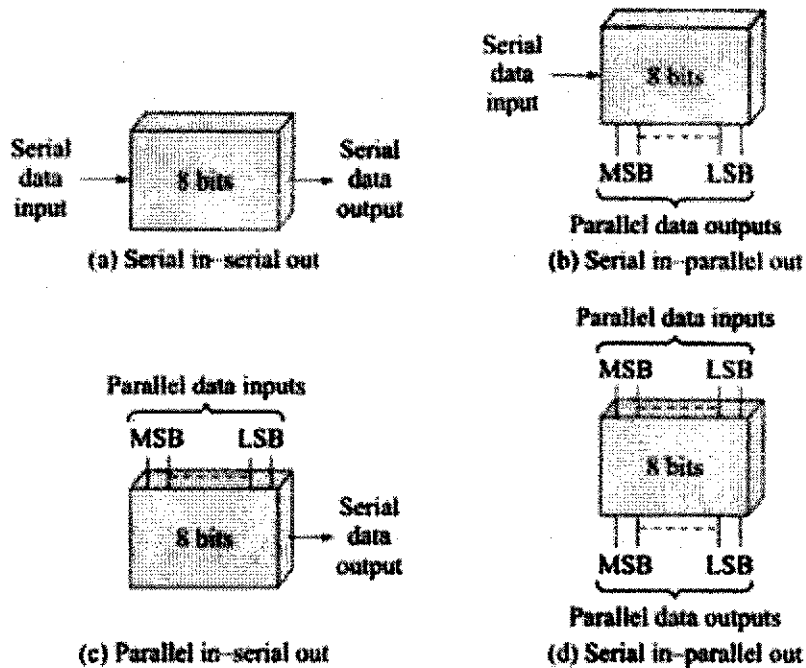 Serial
data
input
8 bits
Serial
data
output
(a) Serial in–serial out
Serial
data
input
8 bits
MSB LSB
Parallel data outputs
(b) Serial in–parallel out
Parallel data inputs
MSB LSB
8 bits
Serial
data
output
(c) Parallel in–serial out
Parallel data inputs
MSB LSB
8 bits
MSB LSB
Parallel data outputs
(d) Serial in–parallel out